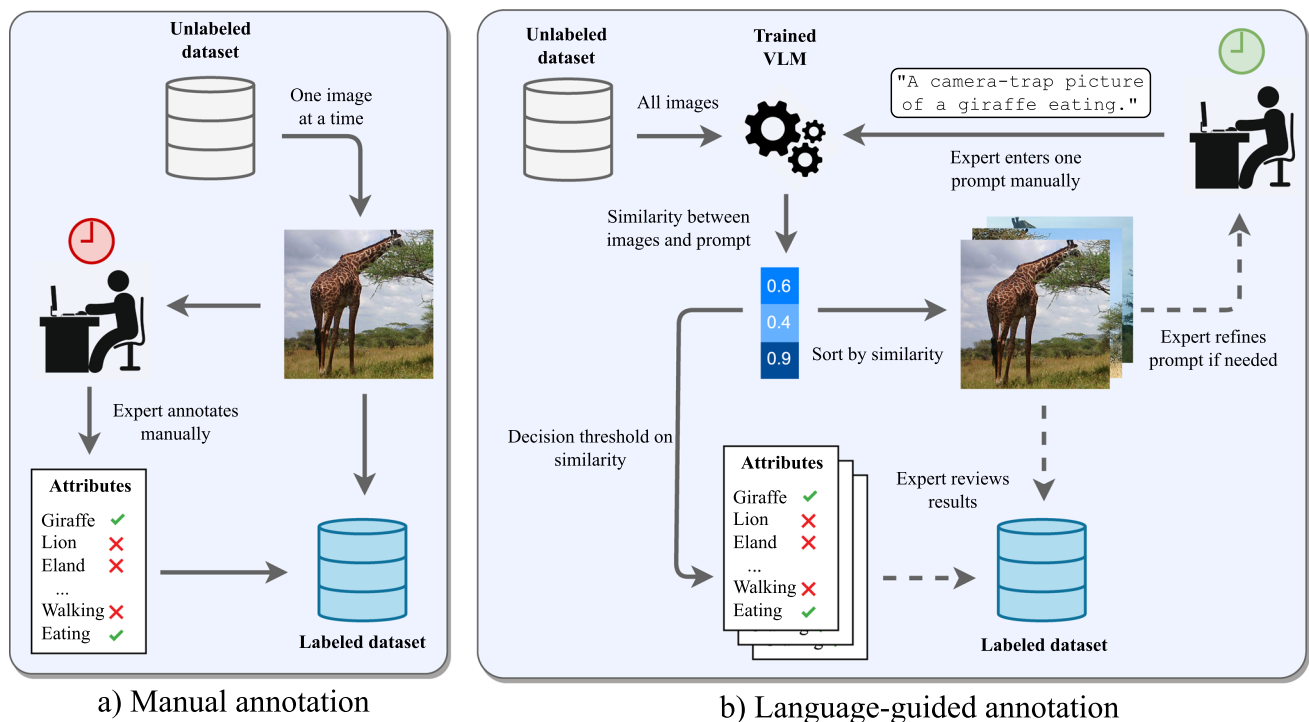 Unlabeled
dataset
One image
at a time
Expert annotates
manually
Attributes
Giraffe
Lion
Eland
...
Walking
Eating
Labeled dataset
a) Manual annotation
Unlabeled
dataset
All images
Trained
VLM
"A camera-trap picture
of a giraffe eating."
Expert enters one
prompt manually
Similarity between
images and prompt
0.6
0.4
0.9
Sort by similarity
Expert refines
prompt if needed
Decision threshold on
similarity
Attributes
Giraffe
Lion
Eland
...
Walking
Eating
Expert reviews
results
Labeled dataset
b) Language-guided annotation